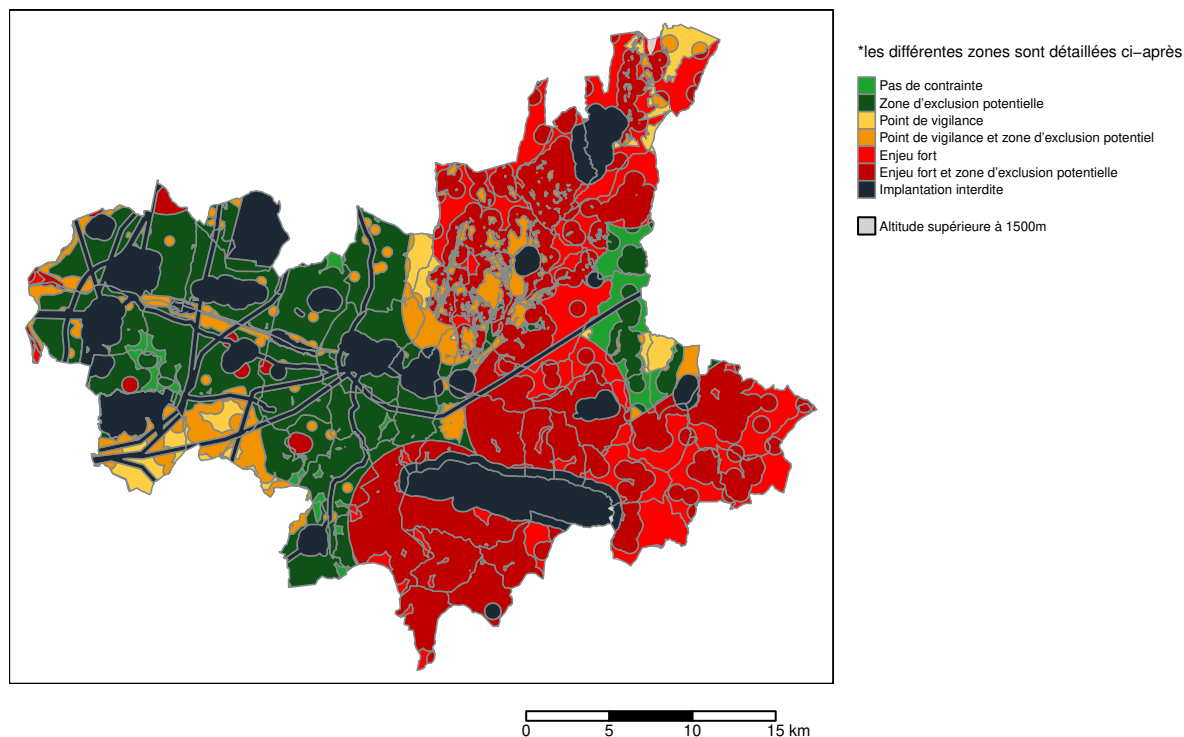 *les différentes zones sont détaillées ci−après
Pas de contrainte
Zone d'exclusion potentielle
Point de vigilance
Point de vigilance et zone d'exclusion potentiel
Enjeu fort
Enjeu fort et zone d'exclusion potentielle
Implantation interdite
Altitude supérieure à 1500m
0 5 10 15 km